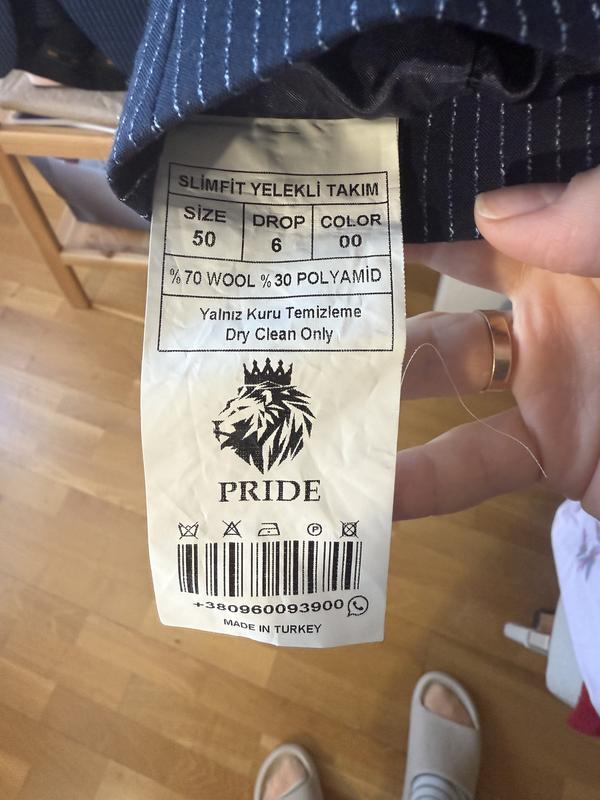 SLİMFİT YELEKLİ TAKIM
SİZE DROP COLOR
50 6 00
%70 WOOL %30 POLYAMİD
Yalnız Kuru Temizleme
Dry Clean Only
PRIDE
P
+380960093900
MADE IN TURKEY